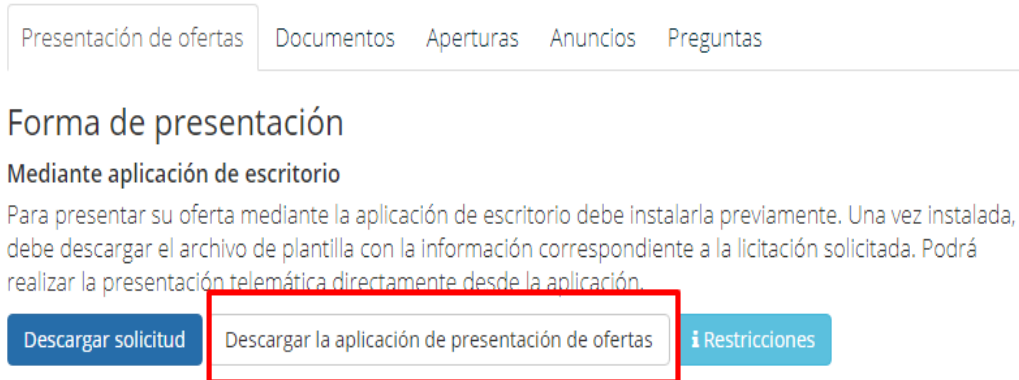 Presentación de ofertas Documentos Aperturas Anuncios Preguntas
Forma de presentación
Mediante aplicación de escritorio
Para presentar su oferta mediante la aplicación de escritorio debe instalarla previamente. Una vez instalada,
debe descargar el archivo de plantilla con la información correspondiente a la licitación solicitada. Podrá
realizar la presentación telemática directamente desde la aplicación.
Descargar solicitud Descargar la aplicación de presentación de ofertas i Restricciones